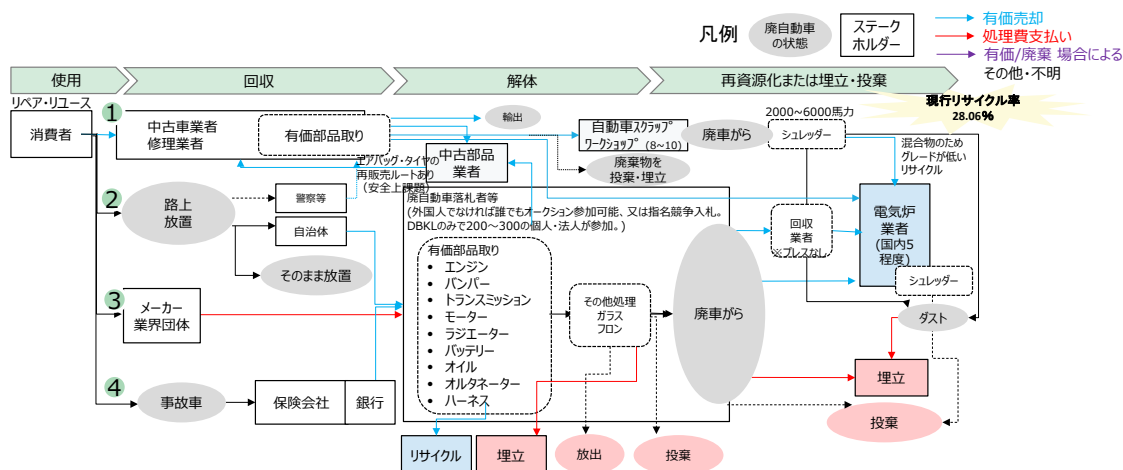 凡例
廃自動車
の状態
ステーク
ホルダー
有価売却
処理費支払い
有価/廃棄 場合による
その他・不明
使用
回収
解体
再資源化または埋立・投棄
現行リサイクル率
28.06%
リペア・リユース
消費者
1
中古車業者
修理業者
有価部品取り
輸出
中古部品
業者
自動車スクラップ
ワークショップ (8~10)
廃車がら
2000~6000馬力
シュレッダー
廃棄物を
投棄・埋立
混合物のため
グレードが低い
リサイクル
エアバッグ・タイヤの
再販売ルートあり
(安全上課題)
2
路上
放置
警察等
自治体
そのまま放置
廃自動車落札者等
(外国人でなければ誰でもオークション参加可能、又は指名競争入札。
DBKLのみで200~300の個人・法人が参加。)
有価部品取り
• エンジン
• バンパー
• トランスミッション
• モーター
• ラジエーター
• バッテリー
• オイル
• オルタネーター
• ハーネス
その他処理
ガラス
フロン
廃車がら
回収
業者
※プレスなし
電気炉
業者
(国内5
程度)
シュレッダー
ダスト
3
メーカー
業界団体
4
事故車
保険会社
銀行
埋立
投棄
リサイクル
埋立
放出
投棄